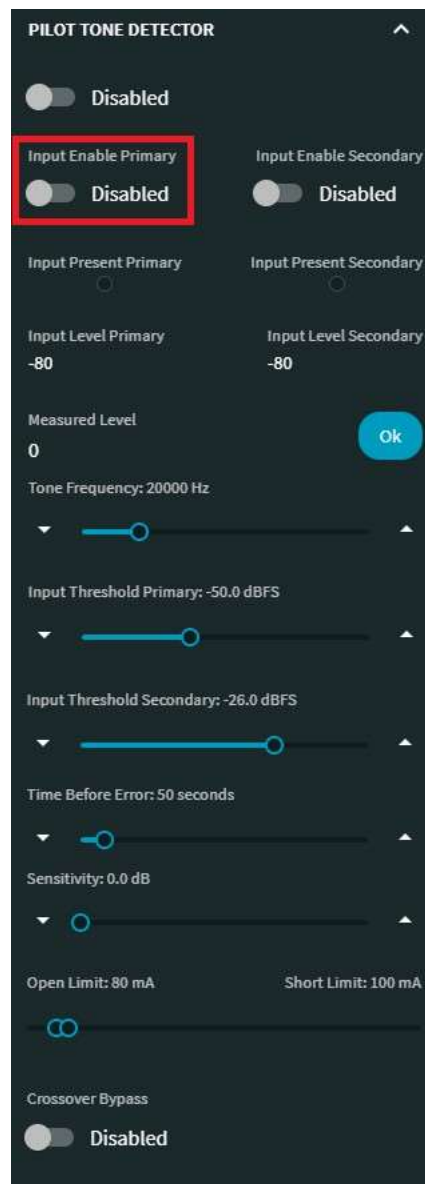 PILOT TONE DETECTOR
Disabled
Input Enable Primary Input Enable Secondary
Disabled Disabled
Input Present Primary Input Present Secondary
Input Level Primary Input Level Secondary
-80 -80
Measured Level
0 Ok
Tone Frequency: 20000 Hz
Input Threshold Primary: -50.0 dBFS
Input Threshold Secondary: -26.0 dBFS
Time Before Error: 50 seconds
Sensitivity: 0.0 dB
Open Limit: 80 mA Short Limit: 100 mA
Crossover Bypass
Disabled